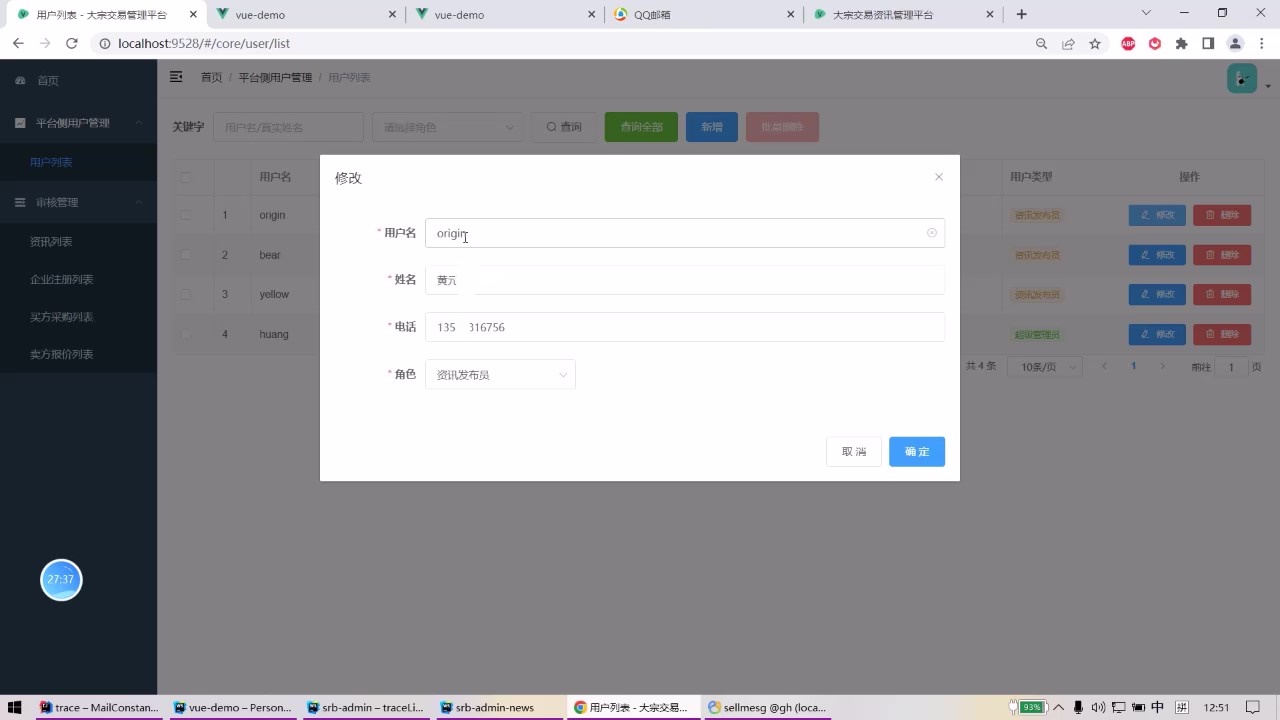 用户列表 - 大宗交易管理平台
vue-demo
vue-demo
QQ邮箱
大宗交易资讯管理平台
localhost:9528/#/core/user/list
ABP
首页
平台侧用户管理
用户列表
审核管理
资讯列表
企业注册列表
买方采购列表
卖方报价列表
27:37
首页 / 平台侧用户管理 / 用户列表
关键字
用户名/真实姓名
请选择角色
查询
查询全部
新增
批量删除
用户名
用户类型
操作
1
origin
资讯发布员
修改
删除
2
bear
资讯发布员
修改
删除
3
yellow
资讯发布员
修改
删除
4
huang
超级管理员
修改
删除
共 4 条
10条/页
1
前往
1
页
修改
* 用户名
origin
* 姓名
黄元
* 电话
135 316756
* 角色
资讯发布员
取 消
确 定
trace – MailConstan...
vue-demo – Person...
srb-admin – traceLi...
srb-admin-news
用户列表 - 大宗交易...
sellmesg @gh (loca...
93%
中
拼
12:51